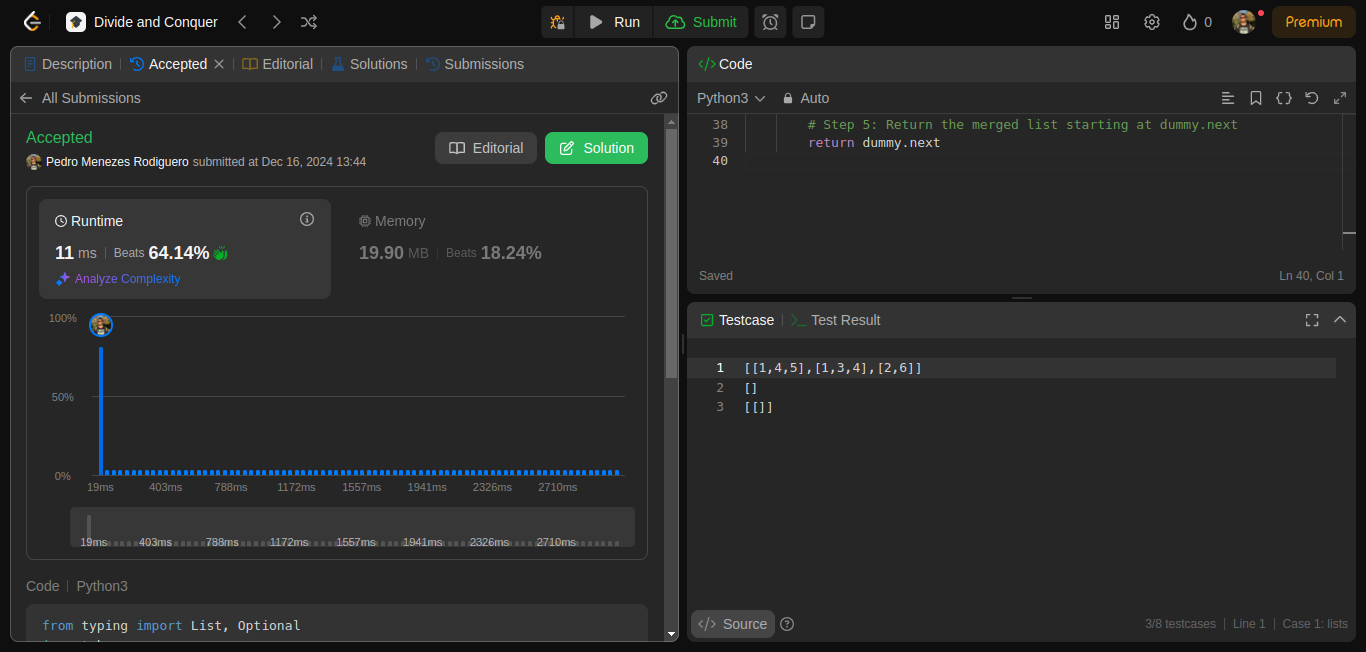 Divide and Conquer
Run
Submit
0
Premium
Description
Accepted
Editorial
Solutions
Submissions
All Submissions
Accepted
Pedro Menezes Rodiguero submitted at Dec 16, 2024 13:44
Editorial
Solution
Runtime
11 ms
Beats 64.14%
Analyze Complexity
Memory
19.90 MB
Beats 18.24%
100%
50%
0%
19ms 403ms 788ms 1172ms 1557ms 1941ms 2326ms 2710ms
19ms 403ms 788ms 1172ms 1557ms 1941ms 2326ms 2710ms
Code | Python3
from typing import List, Optional
</> Code
Python3
Auto
38 # Step 5: Return the merged list starting at dummy.next
39 return dummy.next
40
Saved
Ln 40, Col 1
Testcase
>_ Test Result
1 [[1,4,5],[1,3,4],[2,6]]
2 []
3 [[]]
</> Source
3/8 testcases | Line 1 | Case 1: lists